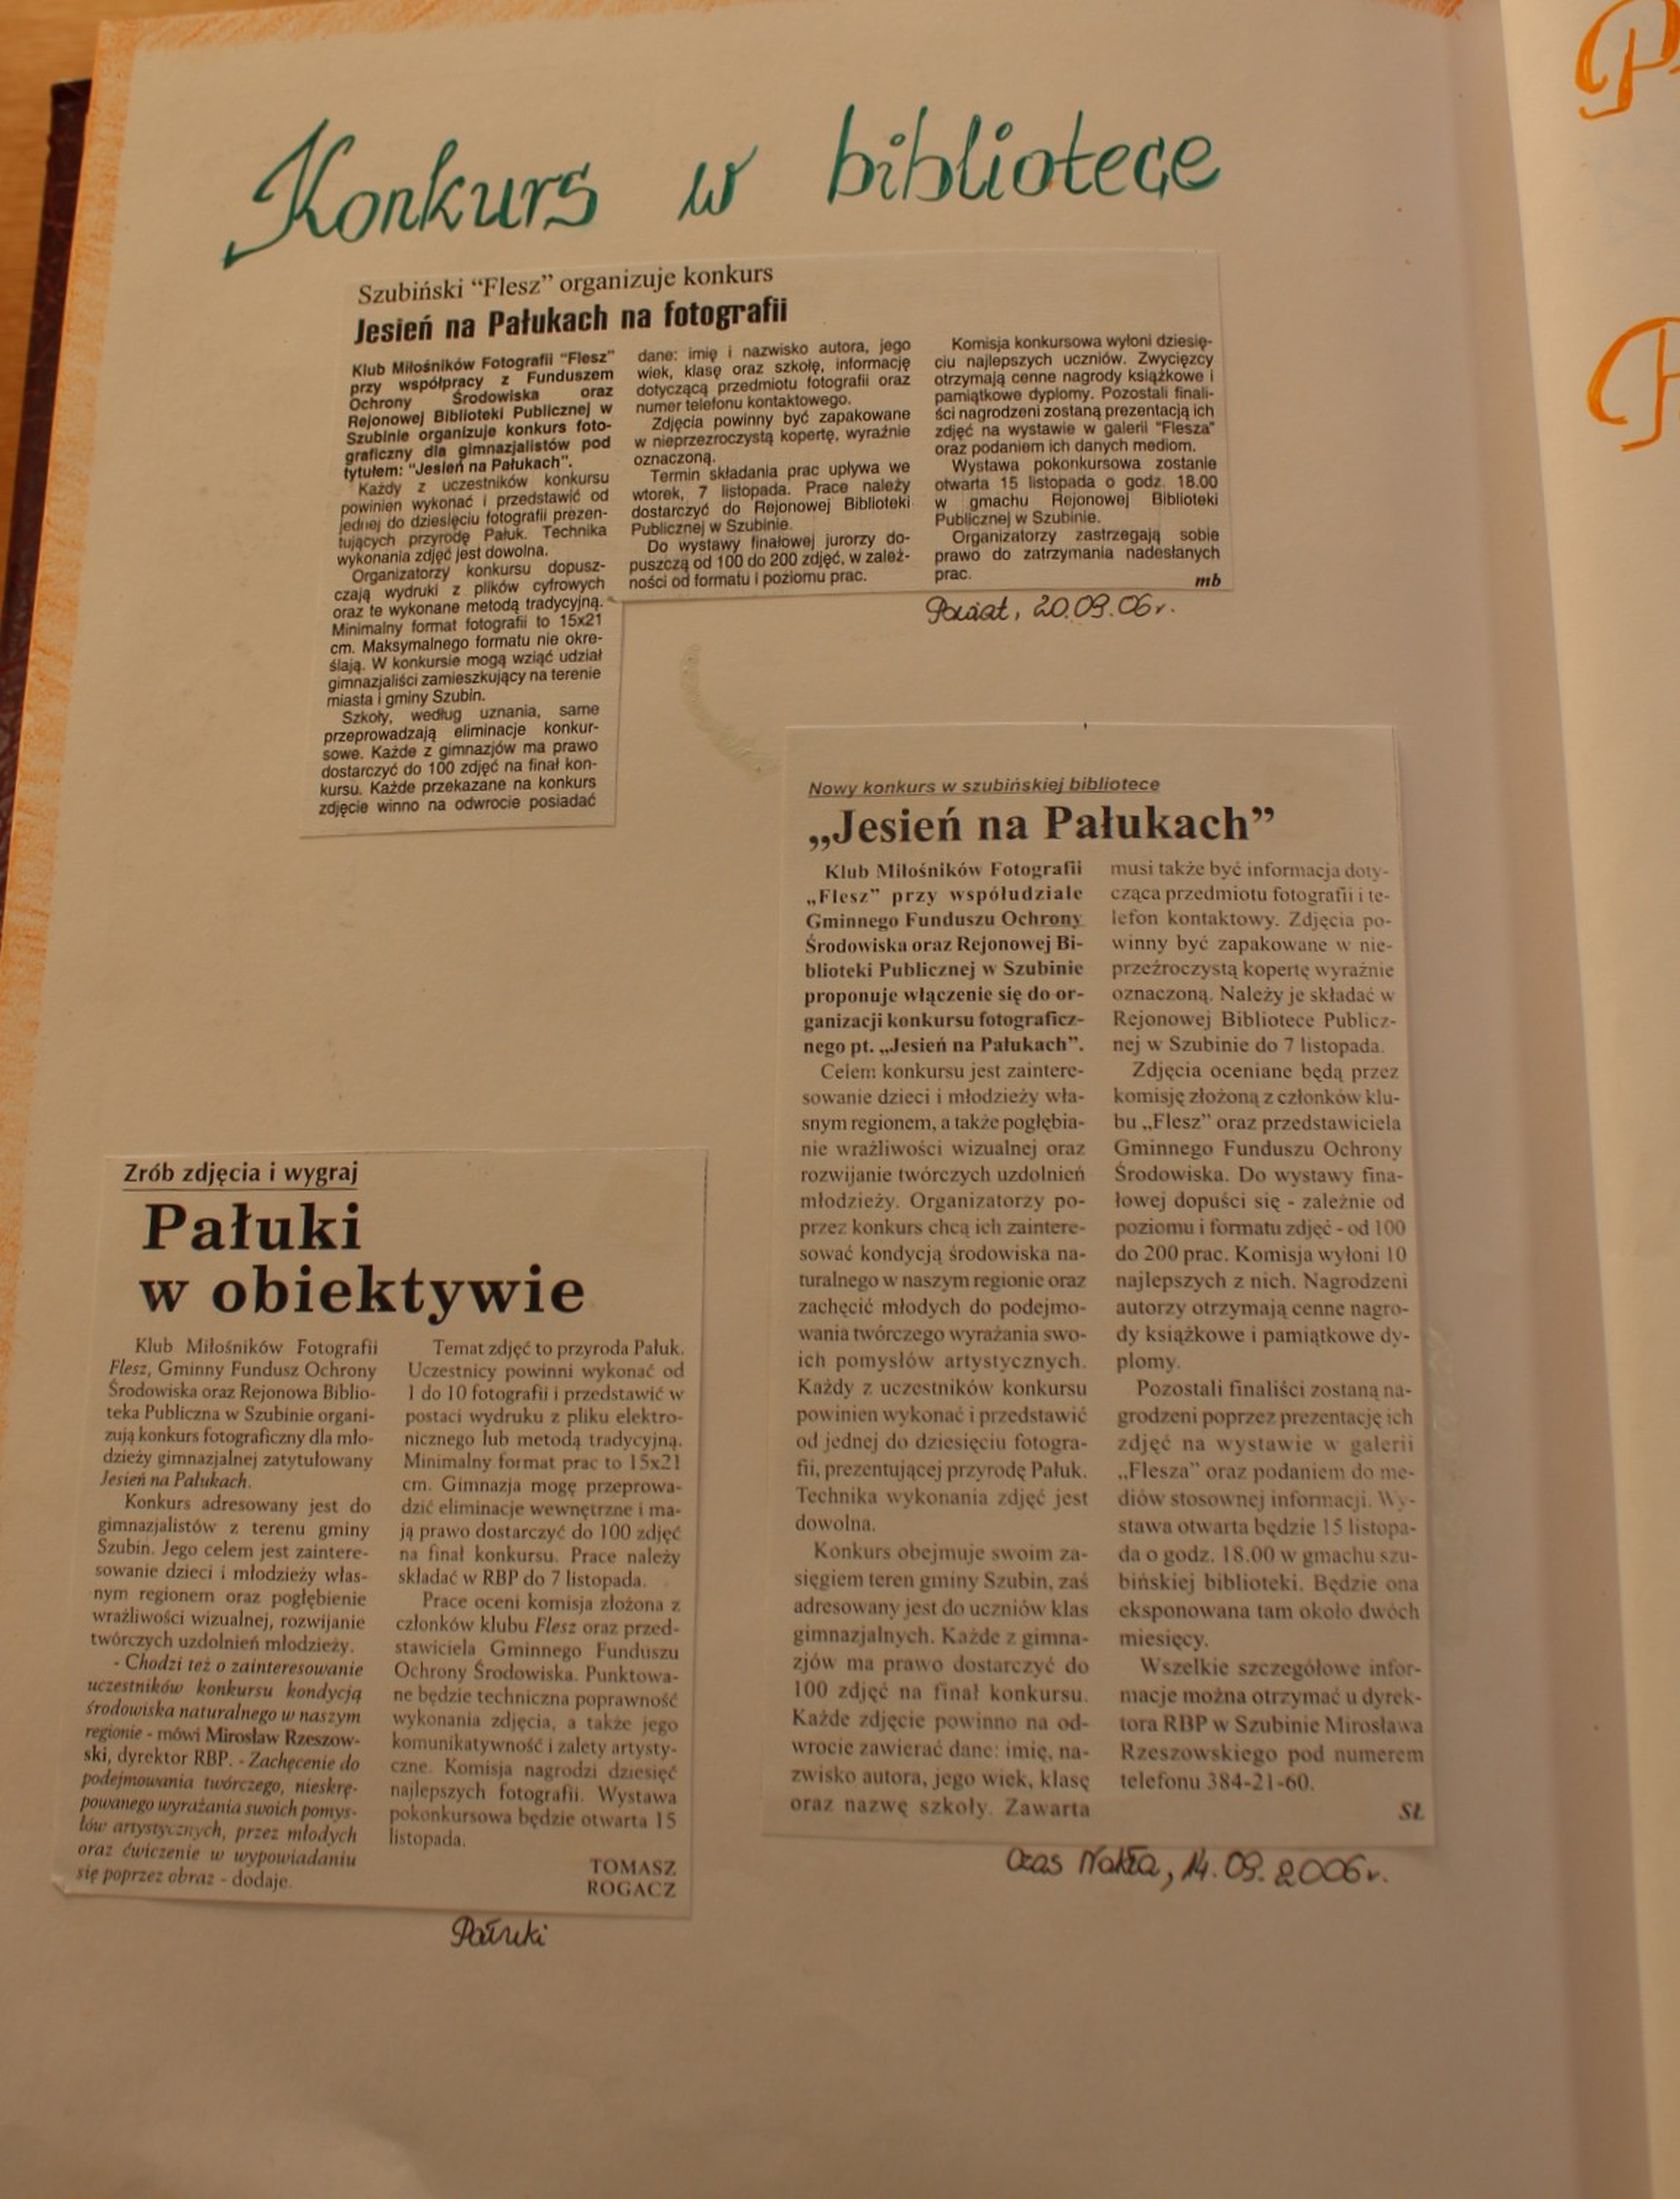 Konkurs w bibliotece
Szubiński "Flesz" organizuje konkurs
Jesień na Pałukach na fotografii
Klub Miłośników Fotografii "Flesz"
przy współpracy z Funduszem
Ochrony Środowiska oraz
Rejonowej Biblioteki Publicznej w
Szubinie organizuje konkurs foto-
graficzny dla gimnazjalistów pod
tytułem: "Jesień na Pałukach".
Każdy z uczestników konkursu
powinien wykonać i przedstawić od
jednej do dziesięciu fotografii prezen-
tujących przyrodę Pałuk. Technika
wykonania zdjęć jest dowolna.
Organizatorzy konkursu dopusz-
czają wydruki z plików cyfrowych
oraz te wykonane metodą tradycyjną.
Minimalny format fotografii to 15x21
cm. Maksymalnego formatu nie okre-
ślają. W konkursie mogą wziąć udział
gimnazjaliści zamieszkujący na terenie
miasta i gminy Szubin.
Szkoły, według uznania, same
przeprowadzają eliminacje konkur-
sowe. Każde z gimnazjów ma prawo
dostarczyć do 100 zdjęć na finał kon-
kursu. Każde przekazane na konkurs
zdjęcie winno na odwrocie posiadać
dane: imię i nazwisko autora, jego
wiek, klasę oraz szkołę, informację
dotyczącą przedmiotu fotografii oraz
numer telefonu kontaktowego.
Zdjęcia powinny być zapakowane
w nieprzezroczystą kopertę, wyraźnie
oznaczoną.
Termin składania prac upływa we
wtorek, 7 listopada. Prace należy
dostarczyć do Rejonowej Biblioteki
Publicznej w Szubinie.
Do wystawy finałowej jurorzy do-
puszczą od 100 do 200 zdjęć, w zależ-
ności od formatu i poziomu prac.
Komisja konkursowa wyłoni dziesię-
ciu najlepszych uczniów. Zwycięzcy
otrzymają cenne nagrody książkowe i
pamiątkowe dyplomy. Pozostali finali-
ści nagrodzeni zostaną prezentacją ich
zdjęć na wystawie w galerii "Flesza"
oraz podaniem ich danych mediom.
Wystawa pokonkursowa zostanie
otwarta 15 listopada o godz. 18.00
w gmachu Rejonowej Biblioteki
Publicznej w Szubinie.
Organizatorzy zastrzegają sobie
prawo do zatrzymania nadesłanych
prac.
mb
Powiat, 20.09.06r.
Nowy konkurs w szubińskiej bibliotece
„Jesień na Pałukach”
Klub Miłośników Fotografii
„Flesz” przy współudziale
Gminnego Funduszu Ochrony
Środowiska oraz Rejonowej Bi-
blioteki Publicznej w Szubinie
proponuje włączenie się do or-
ganizacji konkursu fotograficz-
nego pt. „Jesień na Pałukach”.
Celem konkursu jest zaintere-
sowanie dzieci i młodzieży wła-
snym regionem, a także pogłębia-
nie wrażliwości wizualnej oraz
rozwijanie twórczych uzdolnień
młodzieży. Organizatorzy po-
przez konkurs chcą ich zaintere-
sować kondycją środowiska na-
turalnego w naszym regionie oraz
zachęcić młodych do podejmo-
wania twórczego wyrażania swo-
ich pomysłów artystycznych.
Każdy z uczestników konkursu
powinien wykonać i przedstawić
od jednej do dziesięciu fotogra-
fii, prezentującej przyrodę Pałuk.
Technika wykonania zdjęć jest
dowolna.
Konkurs obejmuje swoim za-
sięgiem teren gminy Szubin, zaś
adresowany jest do uczniów klas
gimnazjalnych. Każde z gimna-
zjów ma prawo dostarczyć do
100 zdjęć na finał konkursu.
Każde zdjęcie powinno na od-
wrocie zawierać dane: imię, na-
zwisko autora, jego wiek, klasę
oraz nazwę szkoły. Zawarta
musi także być informacja doty-
cząca przedmiotu fotografii i te-
lefon kontaktowy. Zdjęcia po-
winny być zapakowane w nie-
przeźroczystą kopertę wyraźnie
oznaczoną. Należy je składać w
Rejonowej Bibliotece Publicz-
nej w Szubinie do 7 listopada.
Zdjęcia oceniane będą przez
komisję złożoną z członków klu-
bu „Flesz” oraz przedstawiciela
Gminnego Funduszu Ochrony
Środowiska. Do wystawy fina-
łowej dopuści się - zależnie od
poziomu i formatu zdjęć - od 100
do 200 prac. Komisja wyłoni 10
najlepszych z nich. Nagrodzeni
autorzy otrzymają cenne nagro-
dy książkowe i pamiątkowe dy-
plomy.
Pozostali finaliści zostaną na-
grodzeni poprzez prezentację ich
zdjęć na wystawie w galerii
„Flesza” oraz podaniem do me-
diów stosownej informacji. Wy-
stawa otwarta będzie 15 listopa-
da o godz. 18.00 w gmachu szu-
bińskiej biblioteki. Będzie ona
eksponowana tam około dwóch
miesięcy.
Wszelkie szczegółowe infor-
macje można otrzymać u dyrek-
tora RBP w Szubinie Mirosława
Rzeszowskiego pod numerem
telefonu 384-21-60.
SŁ
Czas Nakła, 14.09.2006r.
Zrób zdjęcia i wygraj
Pałuki
w obiektywie
Klub Miłośników Fotografii
Flesz, Gminny Fundusz Ochrony
Środowiska oraz Rejonowa Biblio-
teka Publiczna w Szubinie organi-
zują konkurs fotograficzny dla mło-
dzieży gimnazjalnej zatytułowany
Jesień na Pałukach.
Konkurs adresowany jest do
gimnazjalistów z terenu gminy
Szubin. Jego celem jest zaintere-
sowanie dzieci i młodzieży włas-
nym regionem oraz pogłębienie
wrażliwości wizualnej, rozwijanie
twórczych uzdolnień młodzieży.
- Chodzi też o zainteresowanie
uczestników konkursu kondycją
środowiska naturalnego w naszym
regionie - mówi Mirosław Rzeszow-
ski, dyrektor RBP. - Zachęcenie do
podejmowania twórczego, nieskrę-
powanego wyrażania swoich pomys-
łów artystycznych, przez młodych
oraz ćwiczenie w wypowiadaniu
się poprzez obraz - dodaje.
Temat zdjęć to przyroda Pałuk.
Uczestnicy powinni wykonać od
1 do 10 fotografii i przedstawić w
postaci wydruku z pliku elektro-
nicznego lub metodą tradycyjną.
Minimalny format prac to 15x21
cm. Gimnazja mogę przeprowa-
dzić eliminacje wewnętrzne i ma-
ją prawo dostarczyć do 100 zdjęć
na finał konkursu. Prace należy
składać w RBP do 7 listopada.
Prace oceni komisja złożona z
członków klubu Flesz oraz przed-
stawiciela Gminnego Funduszu
Ochrony Środowiska. Punktowa-
ne będzie techniczna poprawność
wykonania zdjęcia, a także jego
komunikatywność i zalety artysty-
czne. Komisja nagrodzi dziesięć
najlepszych fotografii. Wystawa
pokonkursowa będzie otwarta 15
listopada.
TOMASZ
ROGACZ
Pałuki